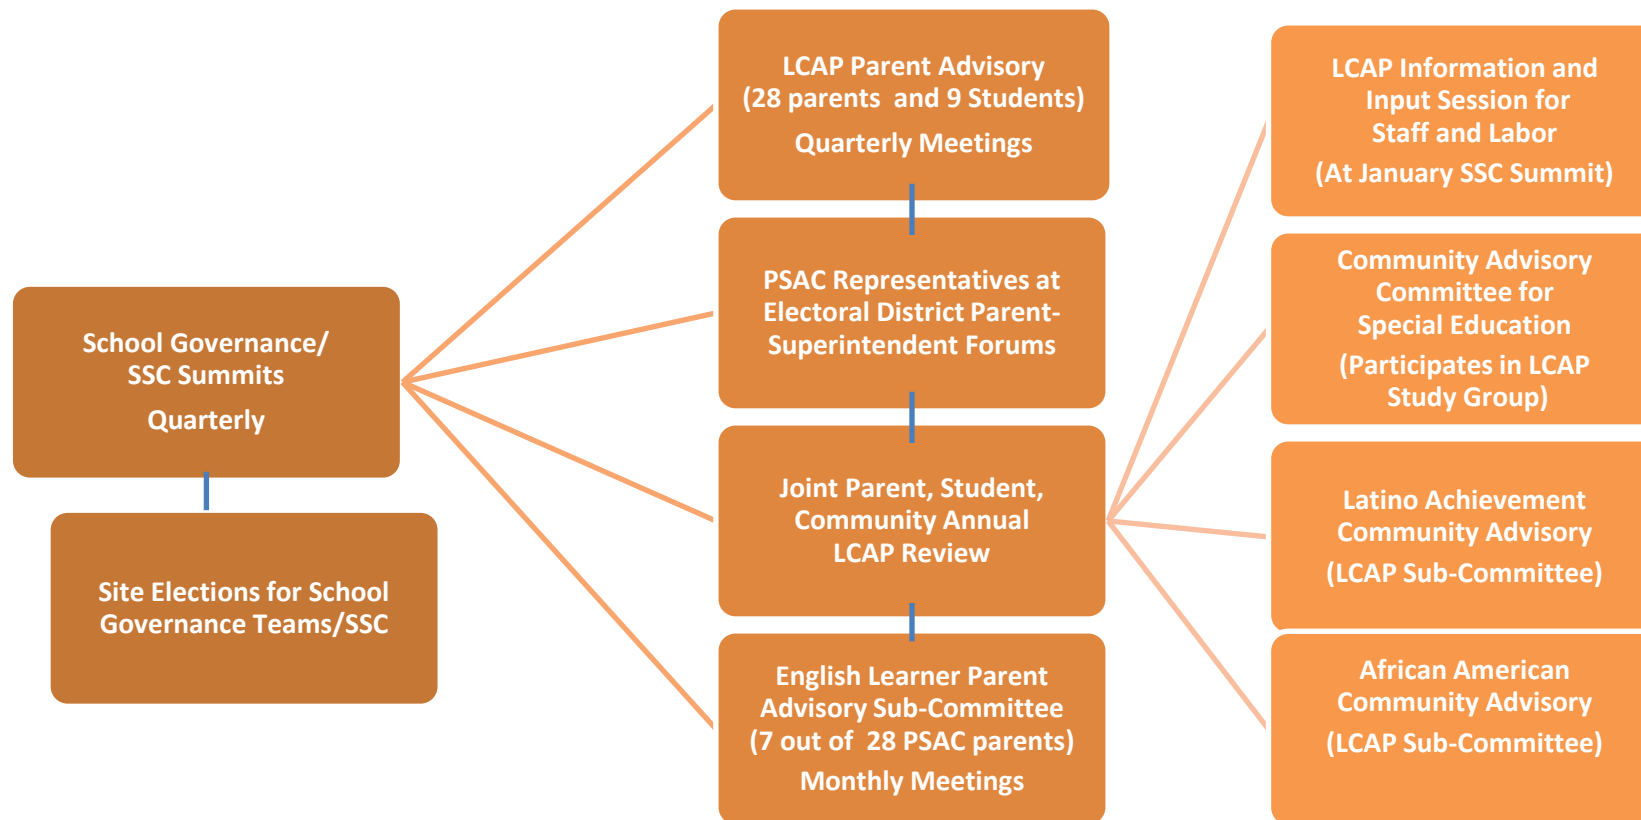 School Governance/
SSC Summits
Quarterly
Site Elections for School
Governance Teams/SSC
LCAP Parent Advisory
(28 parents and 9 Students)
Quarterly Meetings
PSAC Representatives at
Electoral District Parent-
Superintendent Forums
Joint Parent, Student,
Community Annual
LCAP Review
English Learner Parent
Advisory Sub-Committee
(7 out of 28 PSAC parents)
Monthly Meetings
LCAP Information and
Input Session for
Staff and Labor
(At January SSC Summit)
Community Advisory
Committee for
Special Education
(Participates in LCAP
Study Group)
Latino Achievement
Community Advisory
(LCAP Sub-Committee)
African American
Community Advisory
(LCAP Sub-Committee)